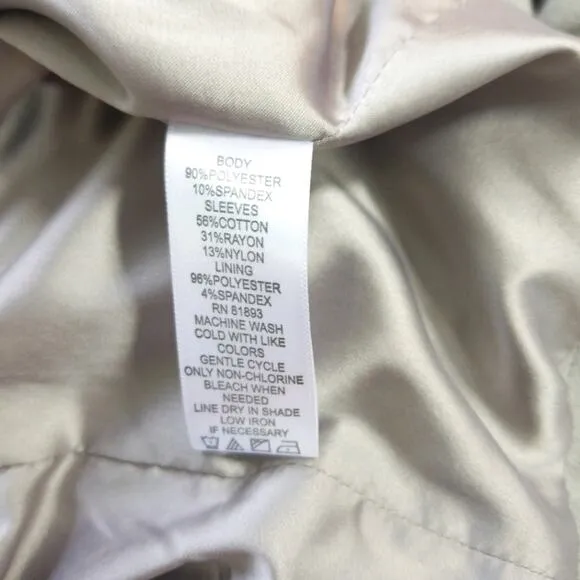 BODY
90%POLYESTER
10%SPANDEX
SLEEVES
56%COTTON
31%RAYON
13%NYLON
LINING
96%POLYESTER
4%SPANDEX
RN 81893
MACHINE WASH
COLD WITH LIKE
COLORS
GENTLE CYCLE
ONLY NON-CHLORINE
BLEACH WHEN
NEEDED
LINE DRY IN SHADE
LOW IRON
IF NECESSARY